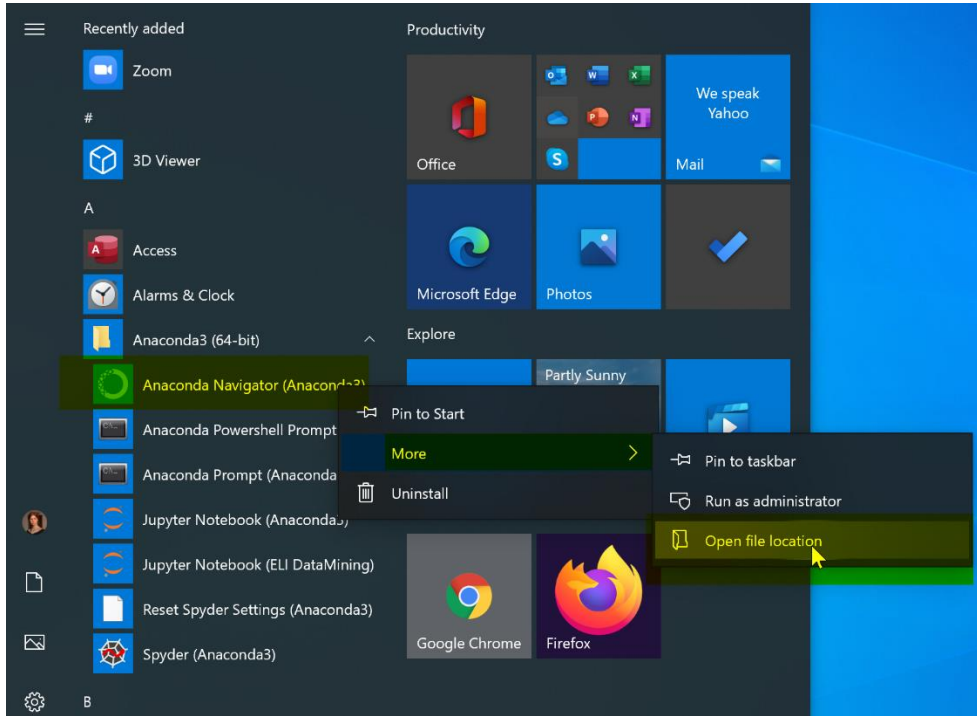 Recently added
Zoom
#
3D Viewer
A
Access
Alarms & Clock
Anaconda3 (64-bit)
Anaconda Navigator (Anaconda3)
Anaconda Powershell Prompt
Anaconda Prompt (Anaconda
Jupyter Notebook (Anaconda3)
Jupyter Notebook (ELI DataMining)
Reset Spyder Settings (Anaconda3)
Spyder (Anaconda3)
B
Productivity
Office
We speak
Yahoo
Mail
Microsoft Edge
Photos
Explore
Partly Sunny
Pin to Start
More
Uninstall
Pin to taskbar
Run as administrator
Open file location
Google Chrome
Firefox